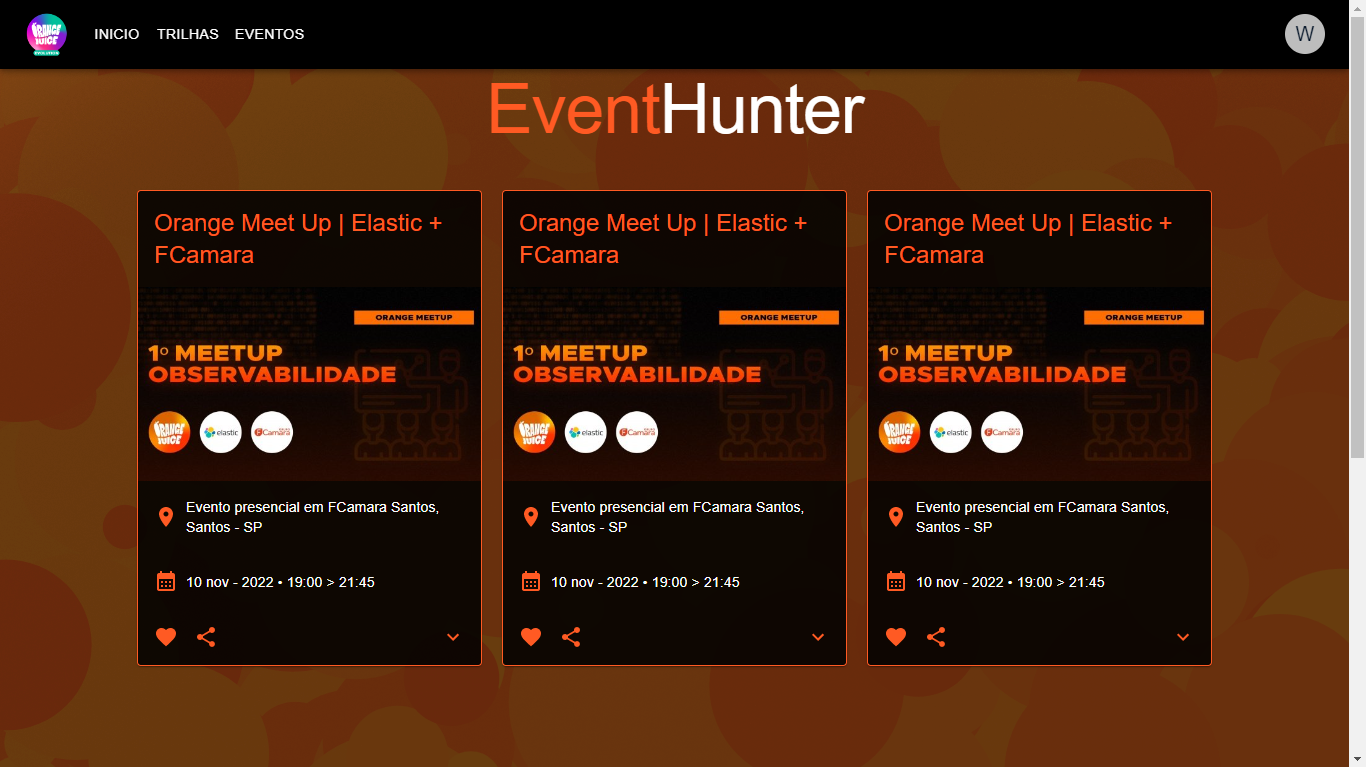 ORANGE JUICE EVOLUTION
INICIO TRILHAS EVENTOS
W
EventHunter
Orange Meet Up | Elastic +
FCamara
ORANGE MEETUP
1º MEETUP
OBSERVABILIDADE
ORANGE JUICE
elastic
FCamara
Evento presencial em FCamara Santos,
Santos - SP
10 nov - 2022 • 19:00 > 21:45
Orange Meet Up | Elastic +
FCamara
ORANGE MEETUP
1º MEETUP
OBSERVABILIDADE
ORANGE JUICE
elastic
FCamara
Evento presencial em FCamara Santos,
Santos - SP
10 nov - 2022 • 19:00 > 21:45
Orange Meet Up | Elastic +
FCamara
ORANGE MEETUP
1º MEETUP
OBSERVABILIDADE
ORANGE JUICE
elastic
FCamara
Evento presencial em FCamara Santos,
Santos - SP
10 nov - 2022 • 19:00 > 21:45